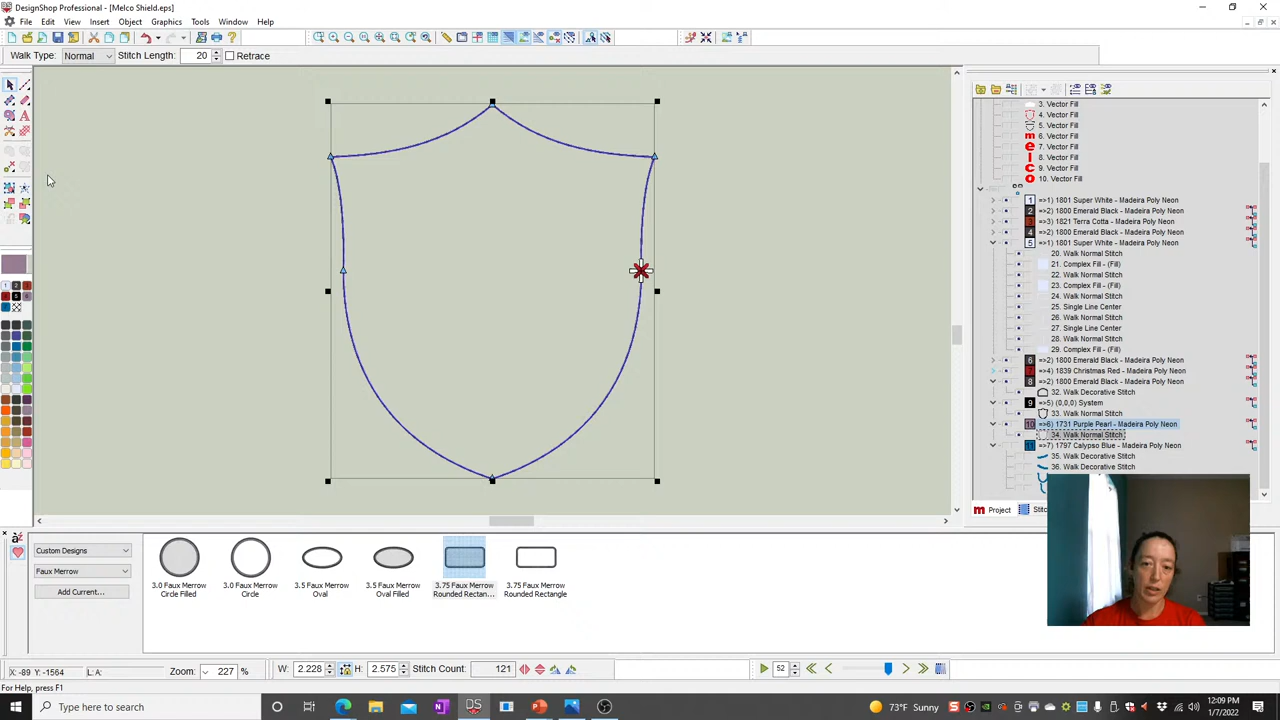 DesignShop Professional - [Melco Shield.eps]
File Edit View Insert Object Graphics Tools Window Help
Walk Type: Normal Stitch Length: 20 Retrace
3. Vector Fill
4. Vector Fill
5. Vector Fill
6. Vector Fill
7. Vector Fill
8. Vector Fill
9. Vector Fill
10. Vector Fill
1 =>1) 1801 Super White - Madeira Poly Neon
2 =>2) 1800 Emerald Black - Madeira Poly Neon
3 =>3) 1821 Terra Cotta - Madeira Poly Neon
4 =>2) 1800 Emerald Black - Madeira Poly Neon
5 =>1) 1801 Super White - Madeira Poly Neon
20. Walk Normal Stitch
21. Complex Fill - (Fill)
22. Walk Normal Stitch
23. Complex Fill - (Fill)
24. Walk Normal Stitch
25. Single Line Center
26. Walk Normal Stitch
27. Single Line Center
28. Walk Normal Stitch
29. Complex Fill - (Fill)
6 =>2) 1800 Emerald Black - Madeira Poly Neon
7 =>4) 1839 Christmas Red - Madeira Poly Neon
8 =>2) 1800 Emerald Black - Madeira Poly Neon
32. Walk Decorative Stitch
9 =>5) (0,0,0) System
33. Walk Normal Stitch
10 =>6) 1731 Purple Pearl - Madeira Poly Neon
34. Walk Normal Stitch
11 =>7) 1797 Calypso Blue - Madeira Poly Neon
35. Walk Decorative Stitch
36. Walk Decorative Stitch
Project
Custom Designs
Faux Merrow
Add Current...
3.0 Faux Merrow Circle Filled
3.0 Faux Merrow Circle
3.5 Faux Merrow Oval
3.5 Faux Merrow Oval Filled
3.75 Faux Merrow Rounded Rectan...
3.75 Faux Merrow Rounded Rectangle
X: -89 Y: -1564 L: A: Zoom: 227 % W: 2.228 H: 2.575 Stitch Count: 121 52
For Help, press F1
Type here to search
73°F Sunny
12:09 PM
1/7/2022